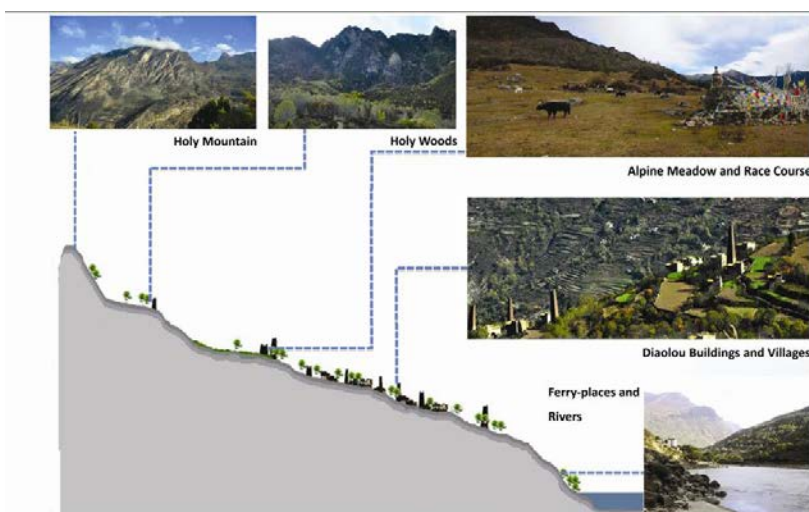 Holy Mountain
Holy Woods
Alpine Meadow and Race Course
Diaolou Buildings and Villages
Ferry-places and
Rivers